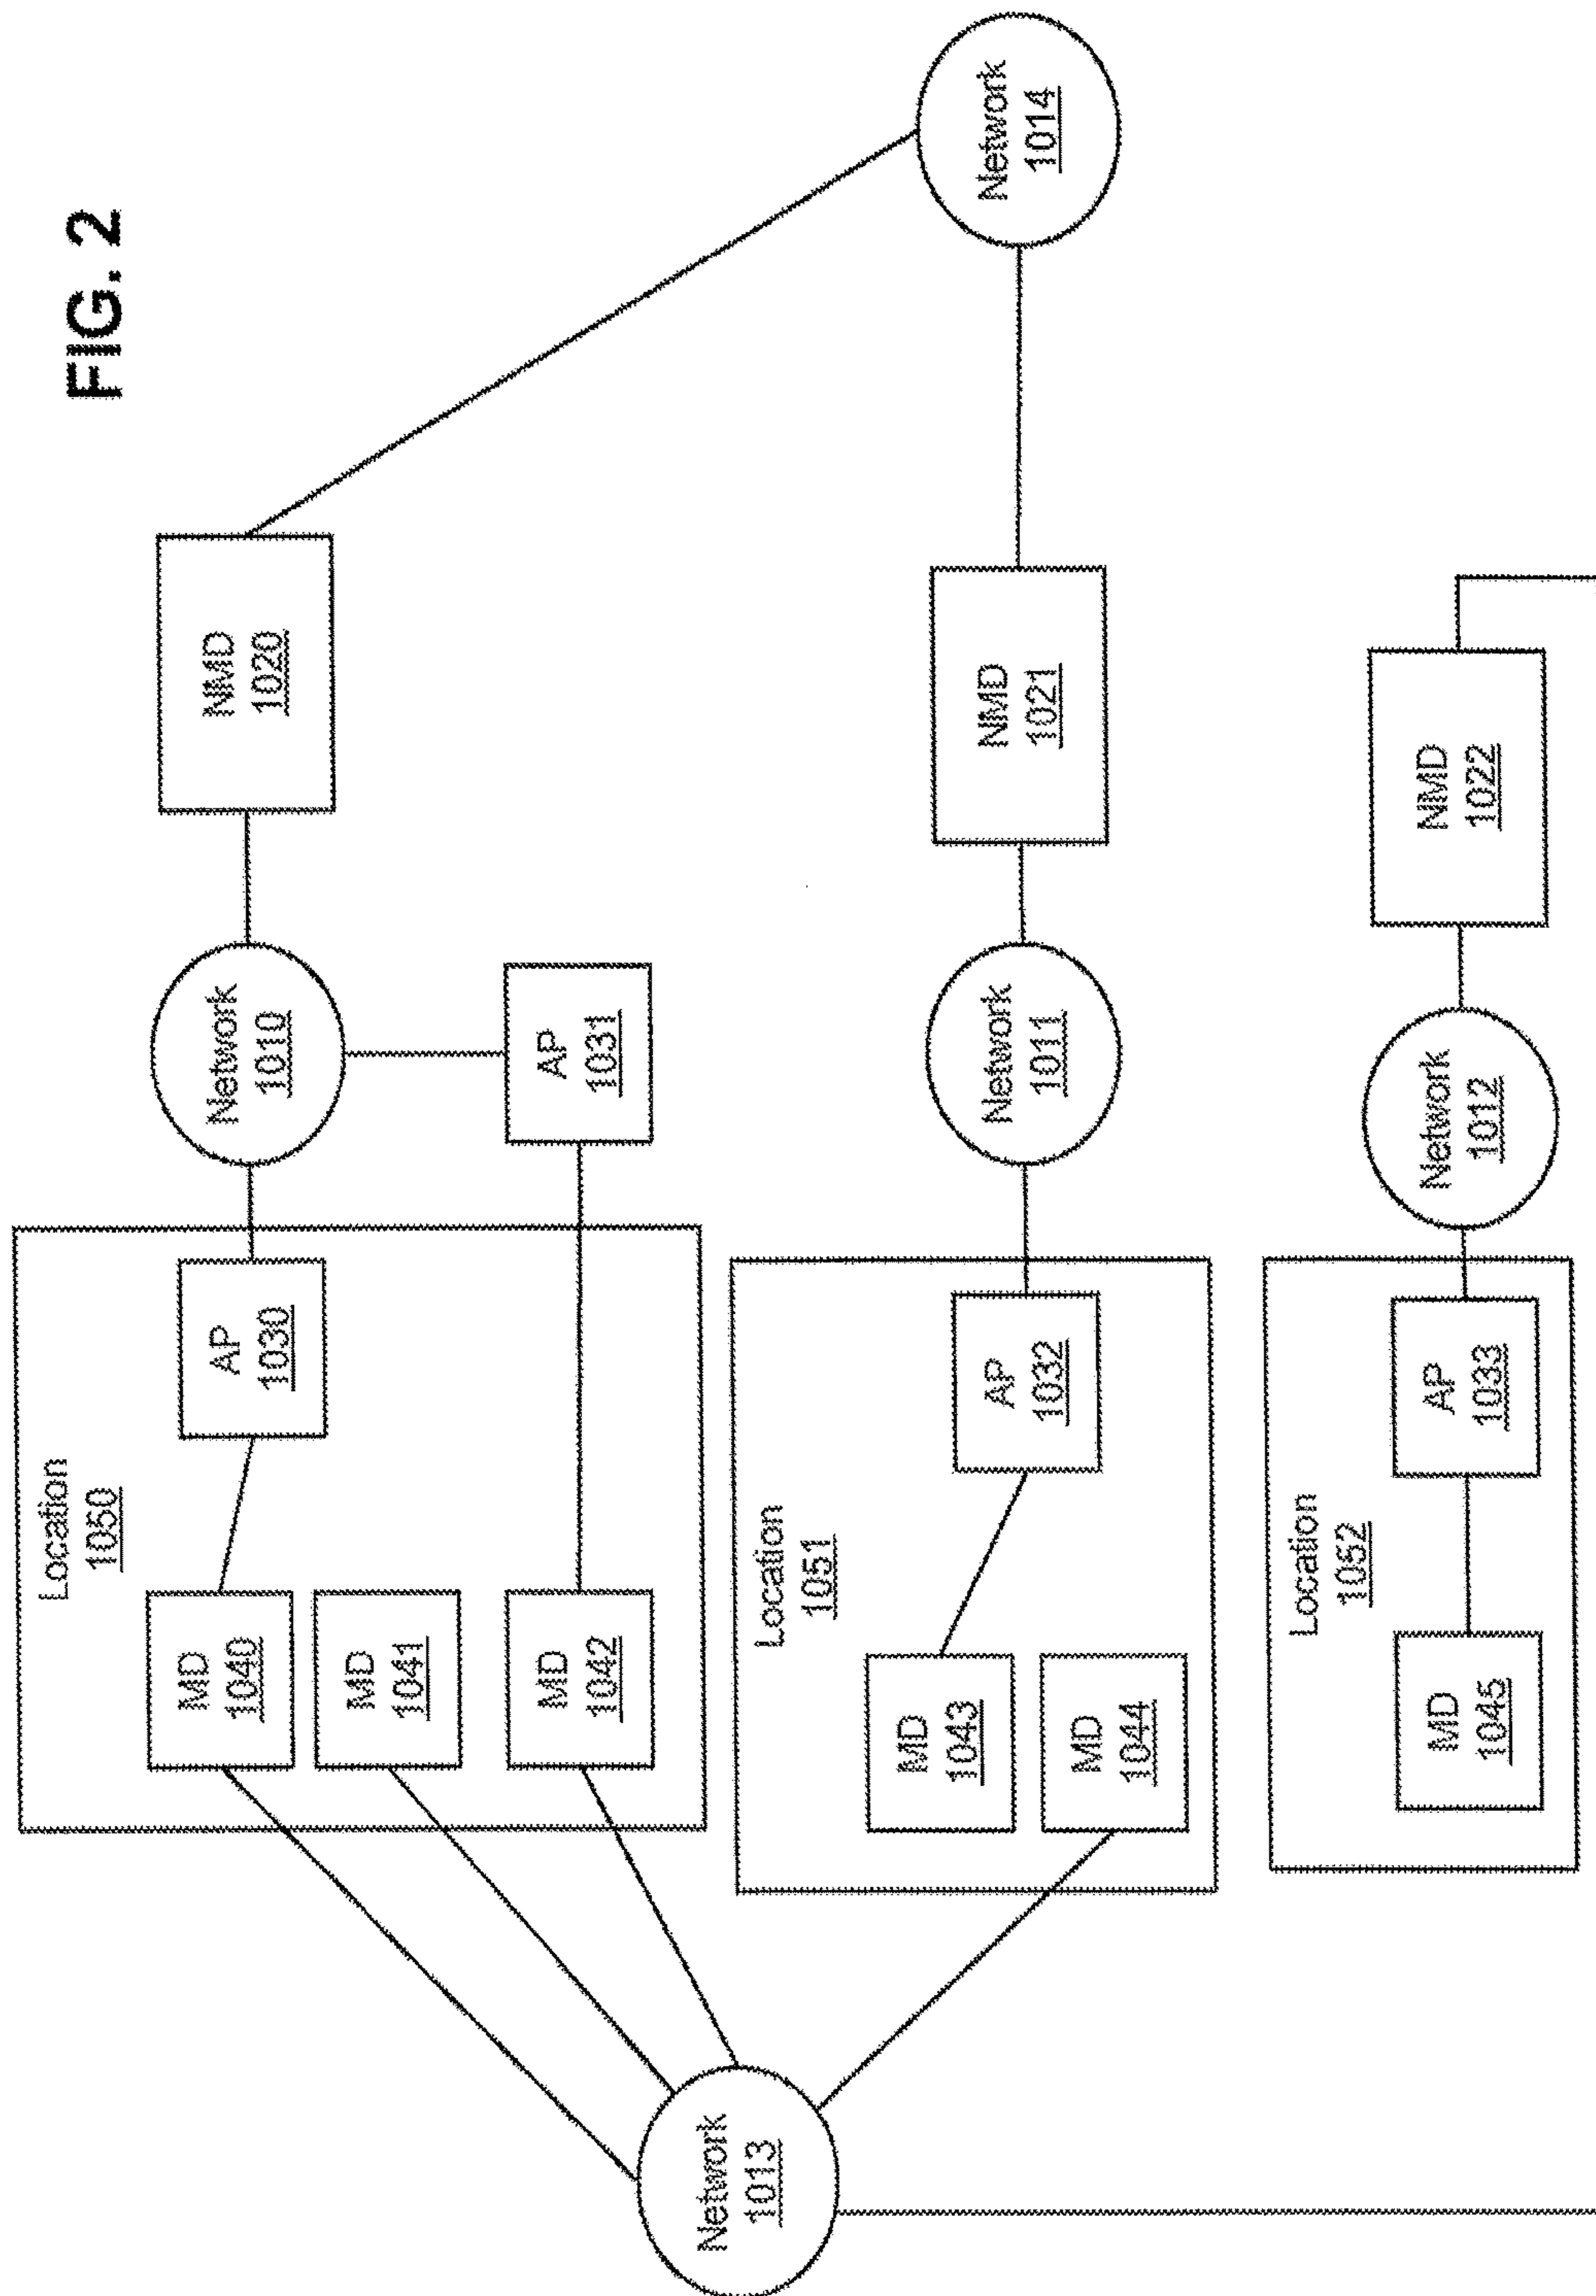 FIG. 2
Location
1050
MD
1040
AP
1030
Network
1010
NMD
1020
MD
1041
MD
1042
AP
1031
Network
1013
Network
1014
Location
1051
MD
1043
MD
1044
AP
1032
Network
1011
NMD
1021
Location
1052
MD
1045
AP
1033
Network
1012
NMD
1022